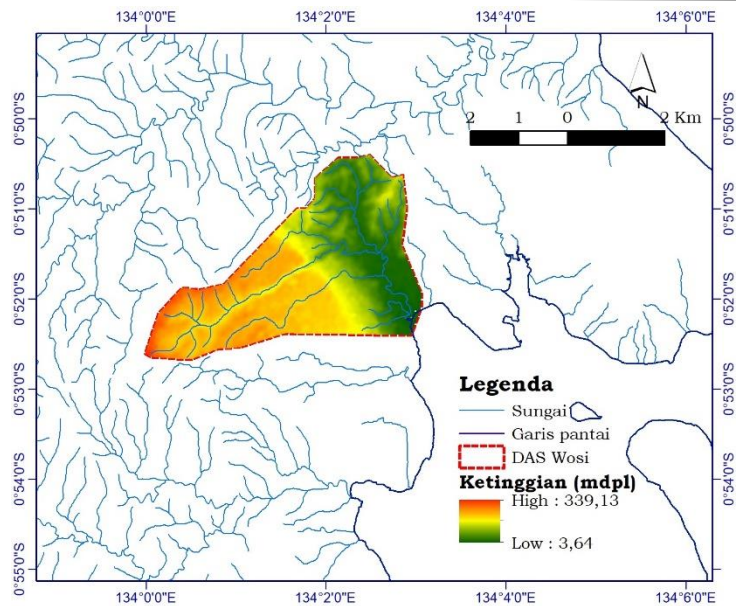 134°0'0"E 134°2'0"E 134°4'0"E 134°6'0"E
N
2 1 0 2 Km
0°50'0"S
0°51'0"S
0°52'0"S
0°53'0"S
0°54'0"S
0°55'0"S
0°50'0"S
0°51'0"S
0°52'0"S
0°53'0"S
0°54'0"S
0°55'0"S
Legenda
Sungai
Garis pantai
DAS Wosi
Ketinggian (mdpl)
High : 339,13
Low : 3,64
134°0'0"E 134°2'0"E 134°4'0"E 134°6'0"E